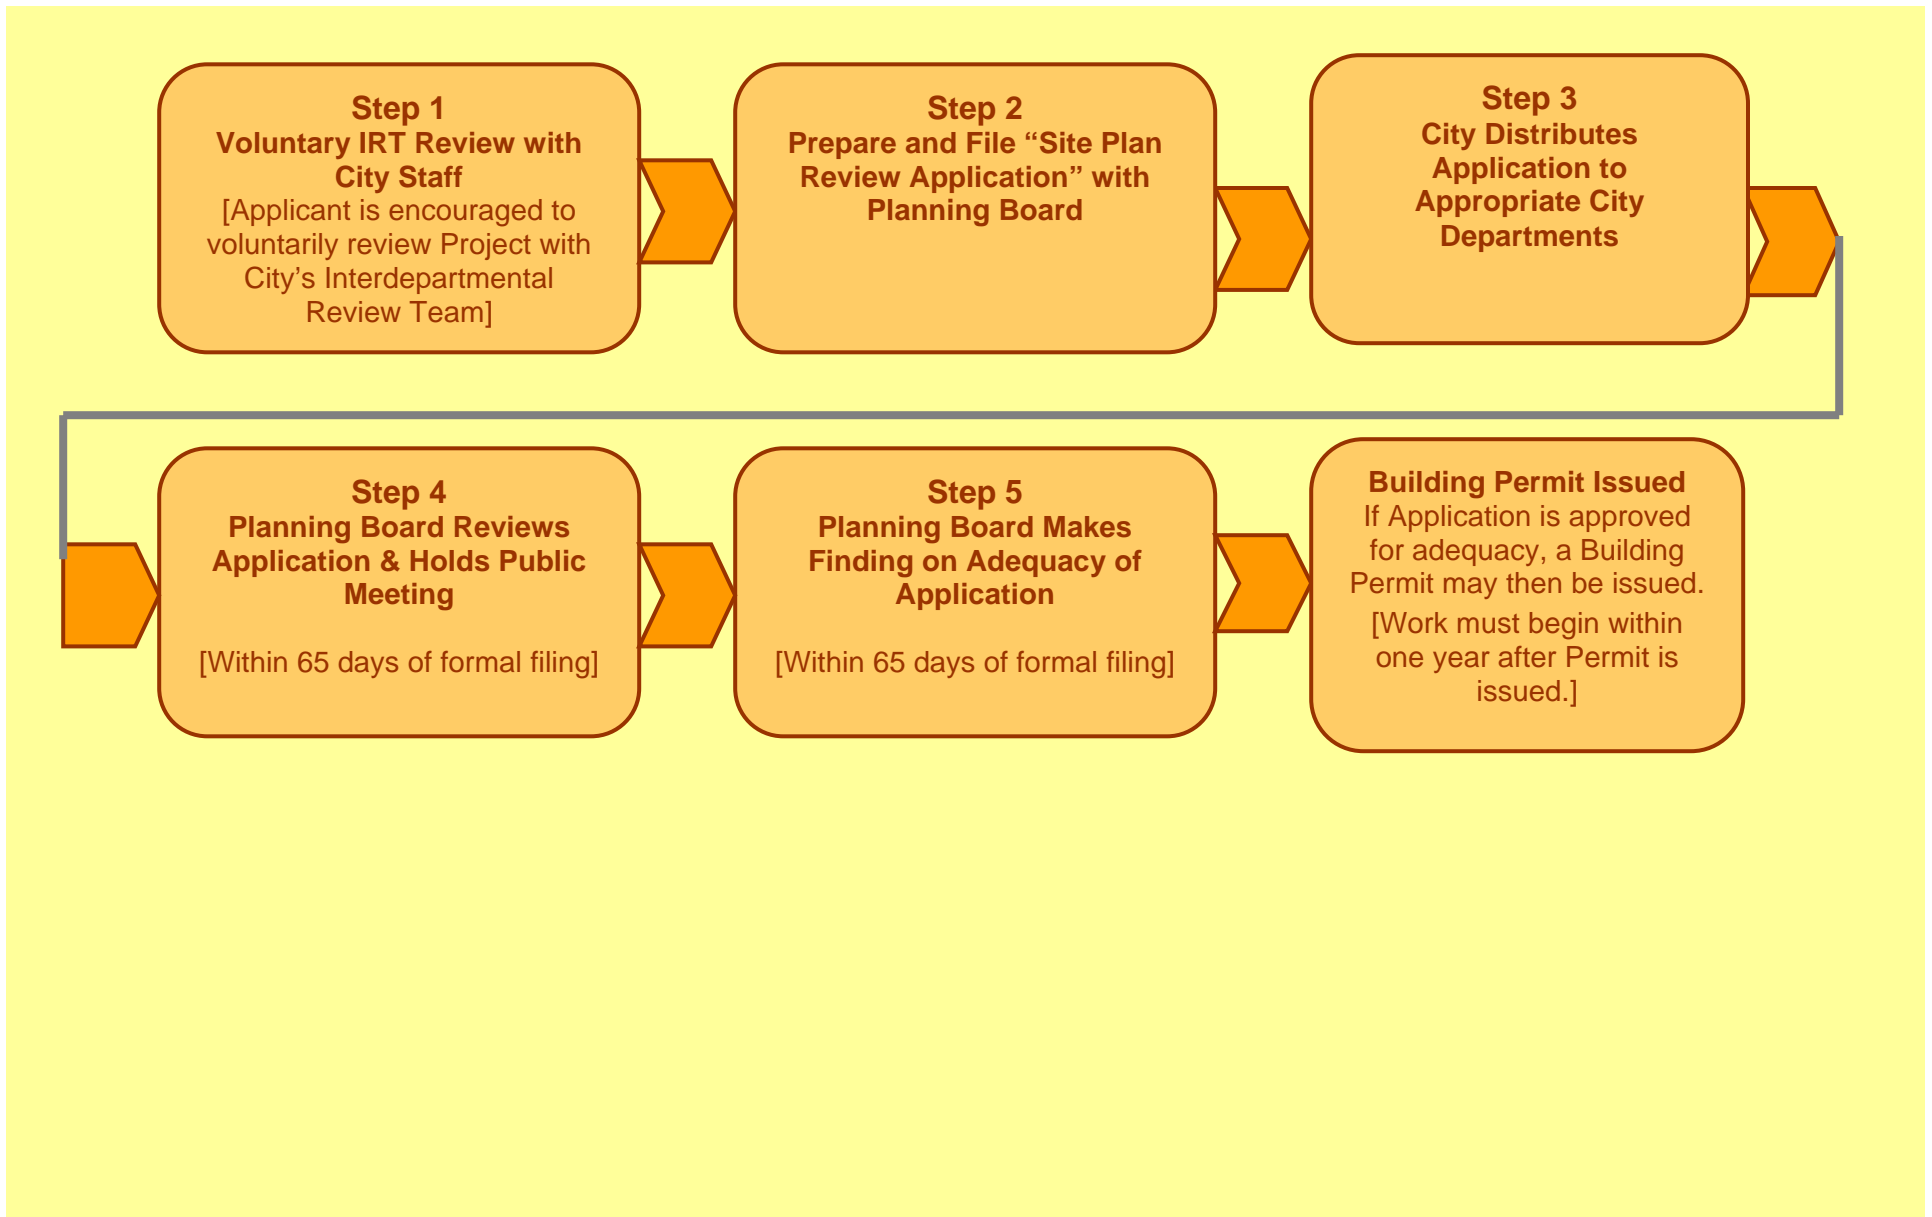 Step 1
Voluntary IRT Review with
City Staff
[Applicant is encouraged to
voluntarily review Project with
City’s Interdepartmental
Review Team]
Step 2
Prepare and File “Site Plan
Review Application” with
Planning Board
Step 3
City Distributes
Application to
Appropriate City
Departments
Step 4
Planning Board Reviews
Application & Holds Public
Meeting
[Within 65 days of formal filing]
Step 5
Planning Board Makes
Finding on Adequacy of
Application
[Within 65 days of formal filing]
Building Permit Issued
If Application is approved
for adequacy, a Building
Permit may then be issued.
[Work must begin within
one year after Permit is
issued.]